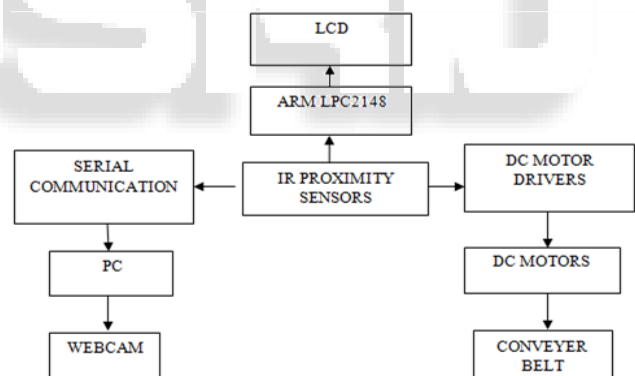 LCD
ARM LPC2148
SERIAL
COMMUNICATION
IR PROXIMITY
SENSORS
DC MOTOR
DRIVERS
PC
DC MOTORS
WEBCAM
CONVEYER
BELT